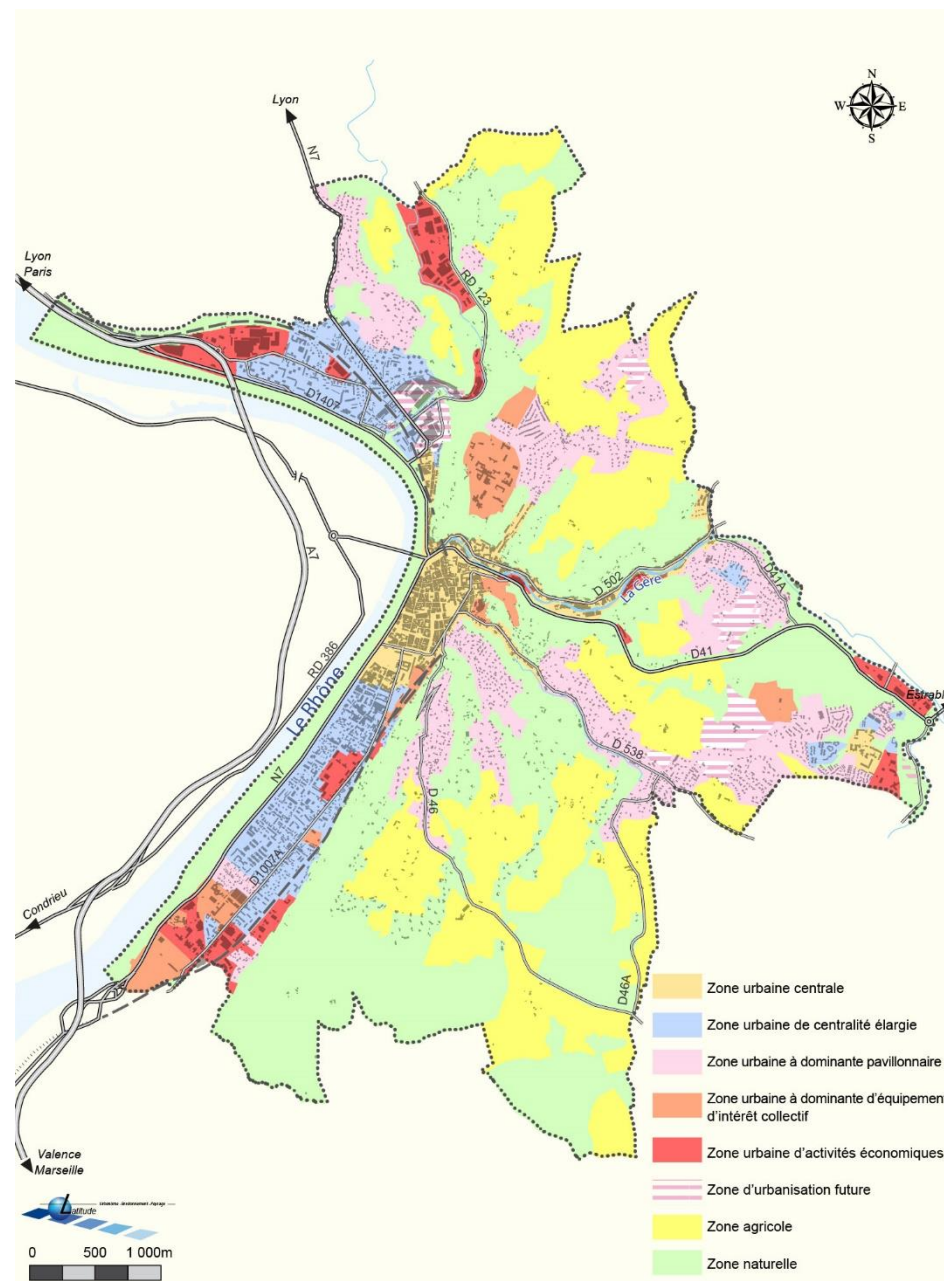 N
W
E
S
Lyon
N7
Lyon
Paris
RD 123
D1407
A7
D 502
La Gère
D41A
D41
RD 386
Le Rhône
Estrabl
D 538
N7
D 46
D1007A
Condrieu
D46A
Zone urbaine centrale
Zone urbaine de centralité élargie
Zone urbaine à dominante pavillonnaire
Zone urbaine à dominante d'équipemen
d'intérêt collectif
Zone urbaine d'activités économiques
Zone d'urbanisation future
Zone agricole
Zone naturelle
Valence
Marseille
Latitude
0 500 1 000m